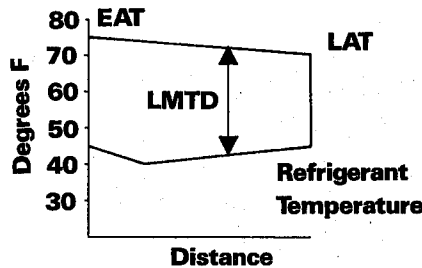 80
EAT
70
LAT
60
LMTD
50
40
30
Degrees F
Refrigerant
Temperature
Distance